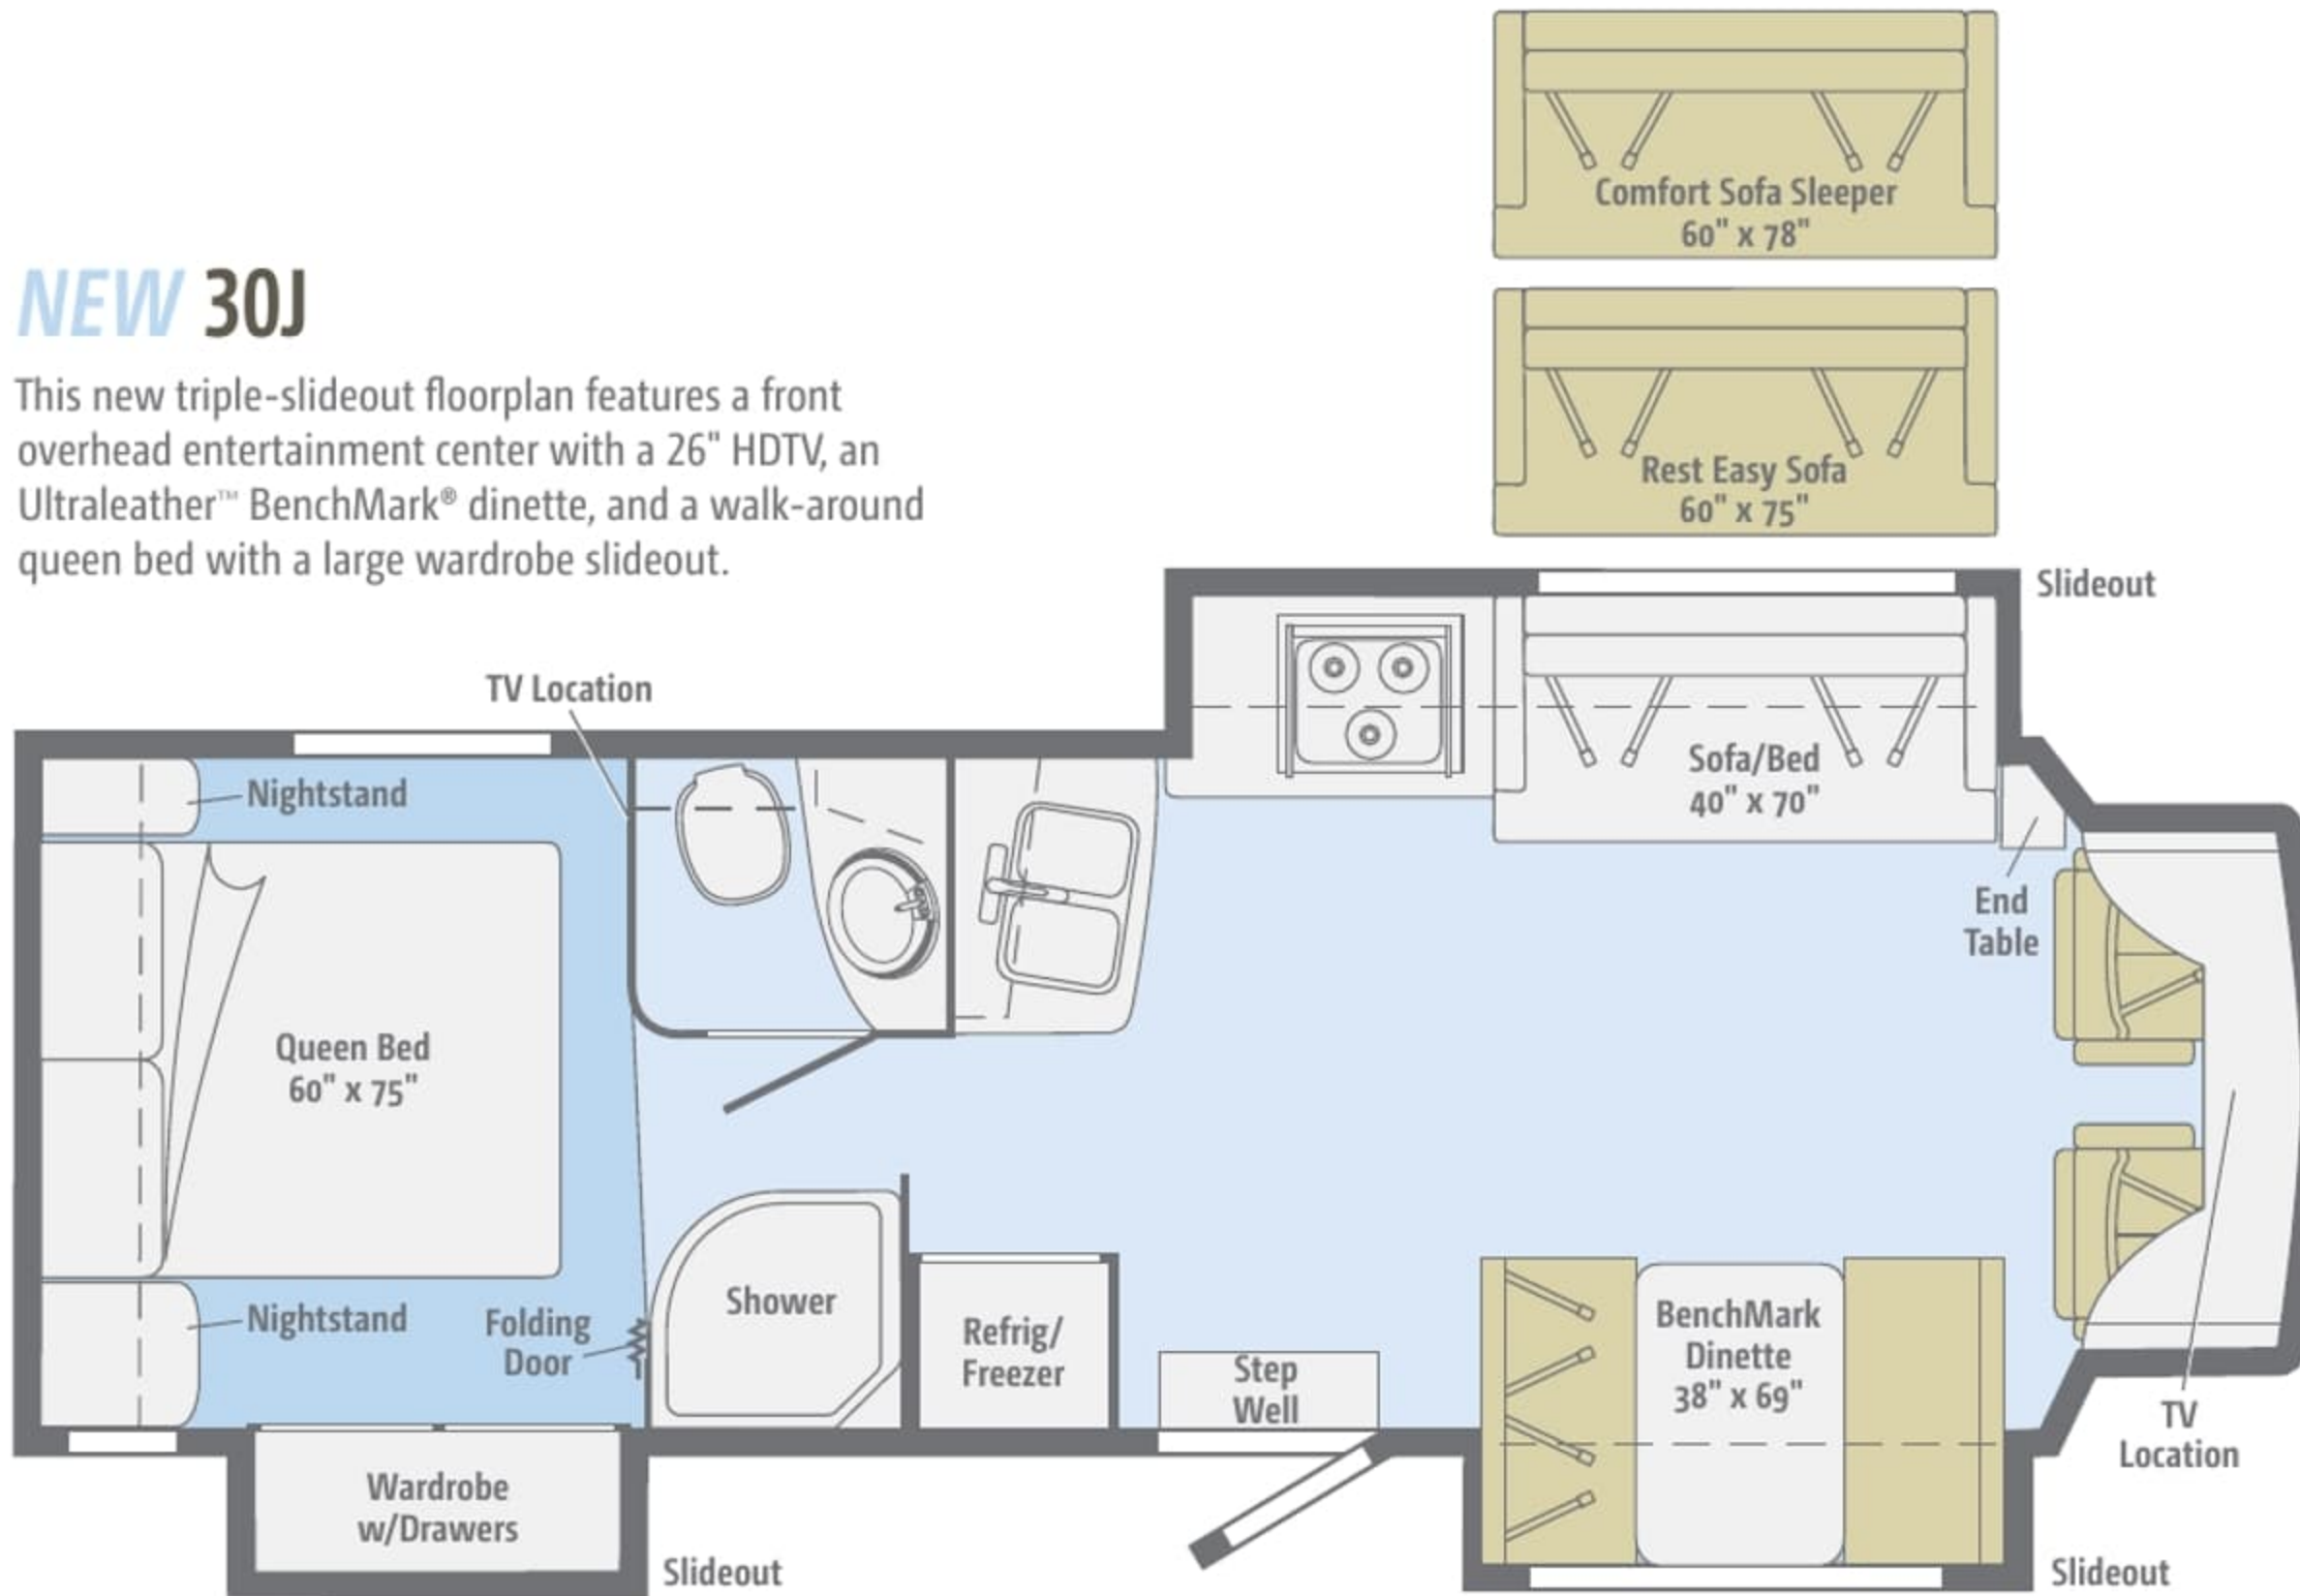 Comfort Sofa Sleeper
60" x 78"
NEW 30J
This new triple-slideout floorplan features a front
overhead entertainment center with a 26" HDTV, an
Ultraleather™ BenchMark® dinette, and a walk-around
queen bed with a large wardrobe slideout.
Rest Easy Sofa
60" x 75"
Slideout
TV Location
Nightstand
Sofa/Bed
40" x 70"
End
Table
Queen Bed
60" x 75"
Nightstand
Folding
Door
Shower
Refrig/
Freezer
Step
Well
BenchMark
Dinette
38" x 69"
TV
Location
Wardrobe
w/Drawers
Slideout
Slideout